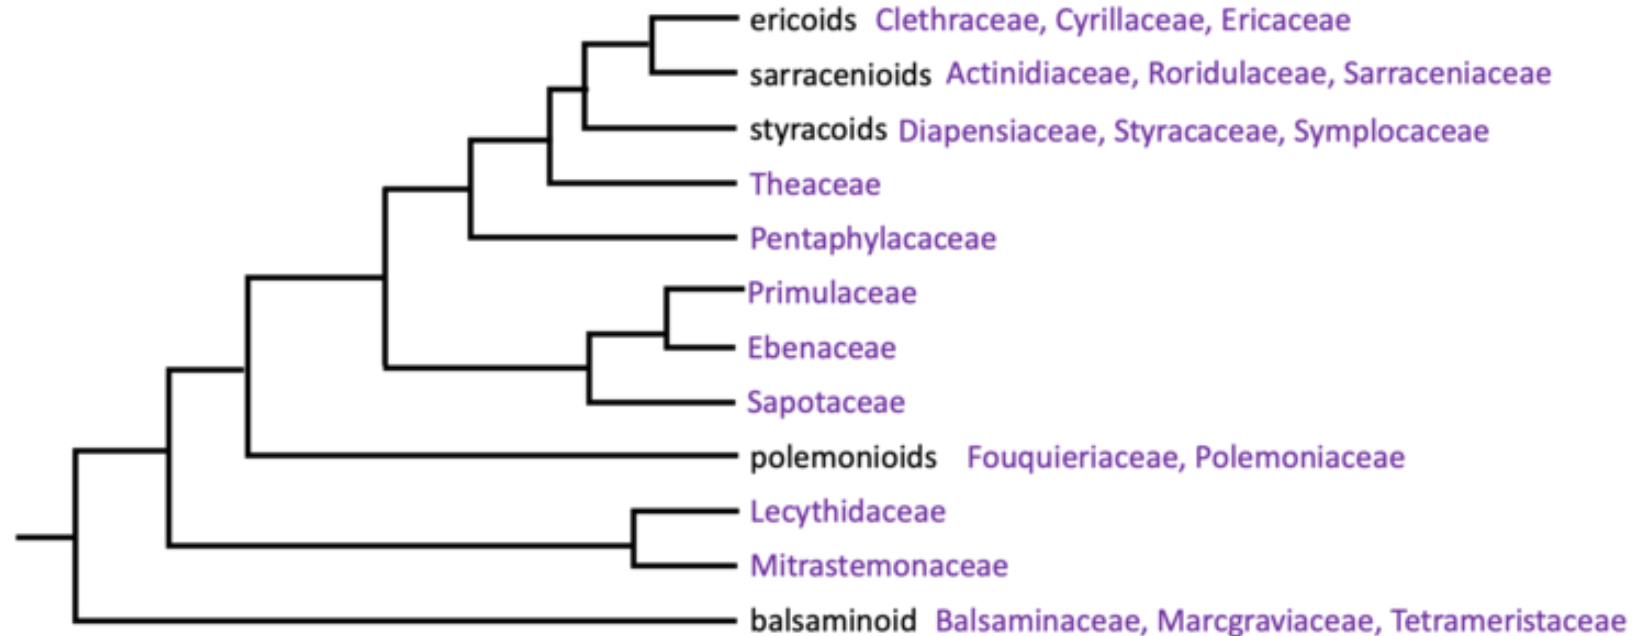 ericoids Clethraceae, Cyrillaceae, Ericaceae
sarracenioids Actinidiaceae, Roridulaceae, Sarraceniaceae
styracoids Diapensiaceae, Styracaceae, Symplocaceae
Theaceae
Pentaphylacaceae
Primulaceae
Ebenaceae
Sapotaceae
polemonioids Fouquieriaceae, Polemoniaceae
Lecythidaceae
Mitrastemonaceae
balsaminoid Balsaminaceae, Marcgraviaceae, Tetrameristaceae